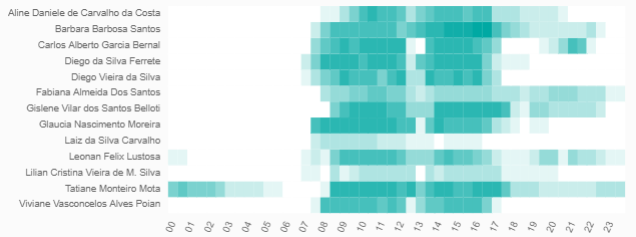 Aline Daniele de Carvalho da Costa
Barbara Barbosa Santos
Carlos Alberto Garcia Bernal
Diego da Silva Ferrete
Diego Vieira da Silva
Fabiana Almeida Dos Santos
Gislene Vilar dos Santos Belloti
Glaucia Nascimento Moreira
Laiz da Silva Carvalho
Leonan Felix Lustosa
Lilian Cristina Vieira de M. Silva
Tatiane Monteiro Mota
Viviane Vasconcelos Alves Poian
00 01 02 03 04 05 06 07 08 09 10 11 12 13 14 15 16 17 18 19 20 21 22 23